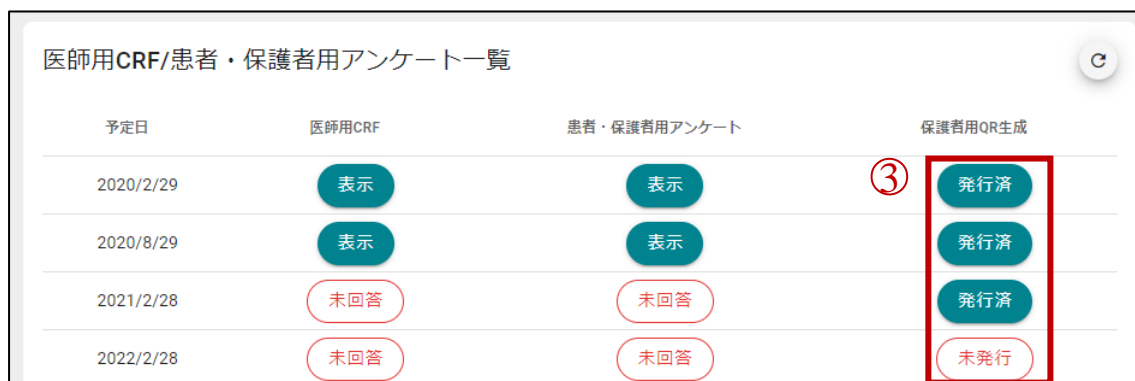 医師用CRF/患者・保護者用アンケート一覧
予定日 医師用CRF 患者・保護者用アンケート 保護者用QR生成
2020/2/29 表示 表示 ③ 発行済
2020/8/29 表示 表示 発行済
2021/2/28 未回答 未回答 発行済
2022/2/28 未回答 未回答 未発行